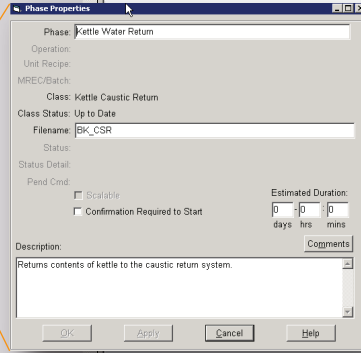 Phase Properties
Phase: Kettle Water Return
Operation:
Unit Recipe:
MREC/Batch:
Class: Kettle Caustic Return
Class Status: Up to Date
Filename: BK_CSR
Status:
Status Detail:
Pend Cmd:
Scalable
Confirmation Required to Start
Estimated Duration:
0 - 0 : 0
days hrs mins
Description:
Comments
Returns contents of kettle to the caustic return system.
OK Apply Cancel Help